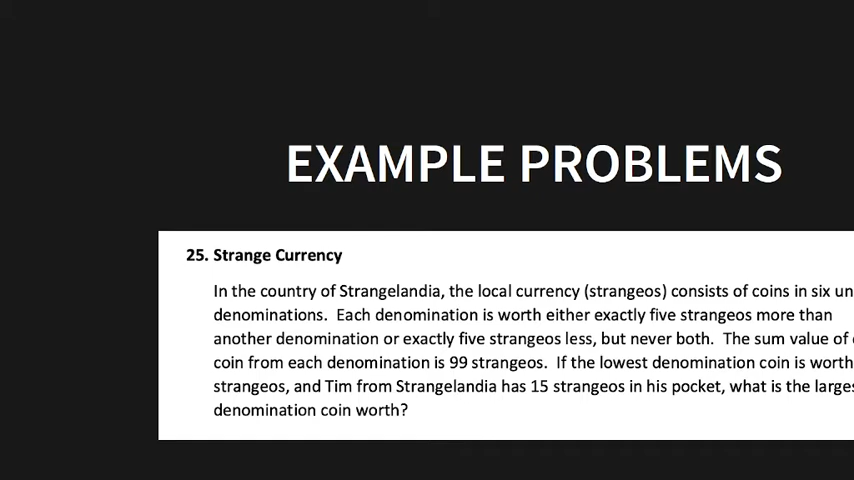 EXAMPLE PROBLEMS
25. Strange Currency
In the country of Strangelandia, the local currency (strangeos) consists of coins in six
denominations. Each denomination is worth either exactly five strangeos more than
another denomination or exactly five strangeos less, but never both. The sum value of
coin from each denomination is 99 strangeos. If the lowest denomination coin is worth
strangeos, and Tim from Strangelandia has 15 strangeos in his pocket, what is the
denomination coin worth?